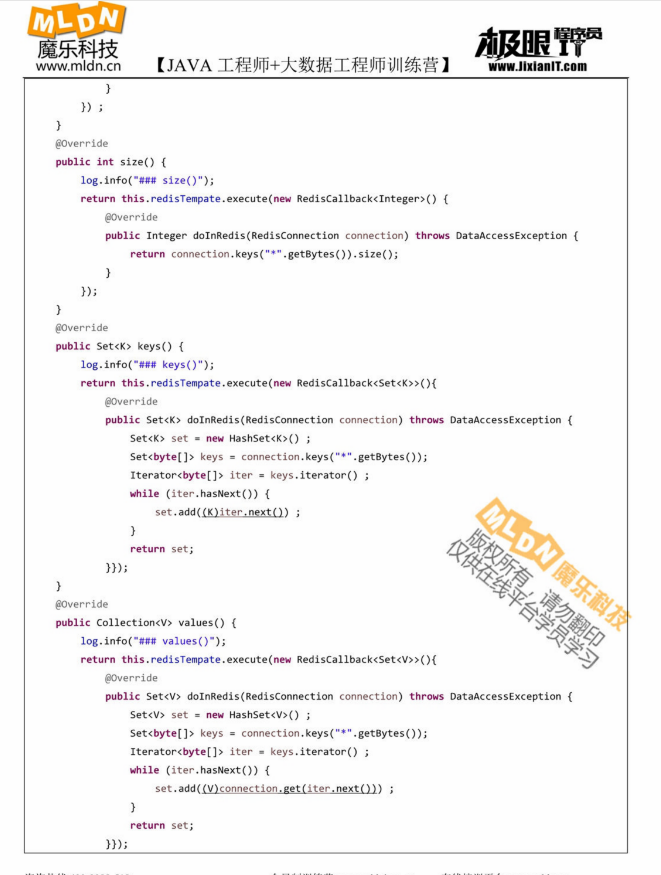 MLDN
魔乐科技
www.mldn.cn
【JAVA 工程师+大数据工程师训练营】
极限IT程序员
www.JixianIT.com
}
}) ;
}
@Override
public int size() {
log.info("### size()");
return this.redisTempate.execute(new RedisCallback<Integer>() {
@Override
public Integer doInRedis(RedisConnection connection) throws DataAccessException {
return connection.keys("*".getBytes()).size();
}
});
}
@Override
public Set<K> keys() {
log.info("### keys()");
return this.redisTempate.execute(new RedisCallback<Set<K>>(){
@Override
public Set<K> doInRedis(RedisConnection connection) throws DataAccessException {
Set<K> set = new HashSet<K>() ;
Set<byte[]> keys = connection.keys("*".getBytes());
Iterator<byte[]> iter = keys.iterator() ;
while (iter.hasNext()) {
set.add((K)iter.next()) ;
}
return set;
}});
}
@Override
public Collection<V> values() {
log.info("### values()");
return this.redisTempate.execute(new RedisCallback<Set<V>>(){
@Override
public Set<V> doInRedis(RedisConnection connection) throws DataAccessException {
Set<V> set = new HashSet<V>() ;
Set<byte[]> keys = connection.keys("*".getBytes());
Iterator<byte[]> iter = keys.iterator() ;
while (iter.hasNext()) {
set.add((V)connection.get(iter.next())) ;
}
return set;
}});
MLDN 魔乐科技
版权所有，请勿翻印
仅供在线平台学员学习